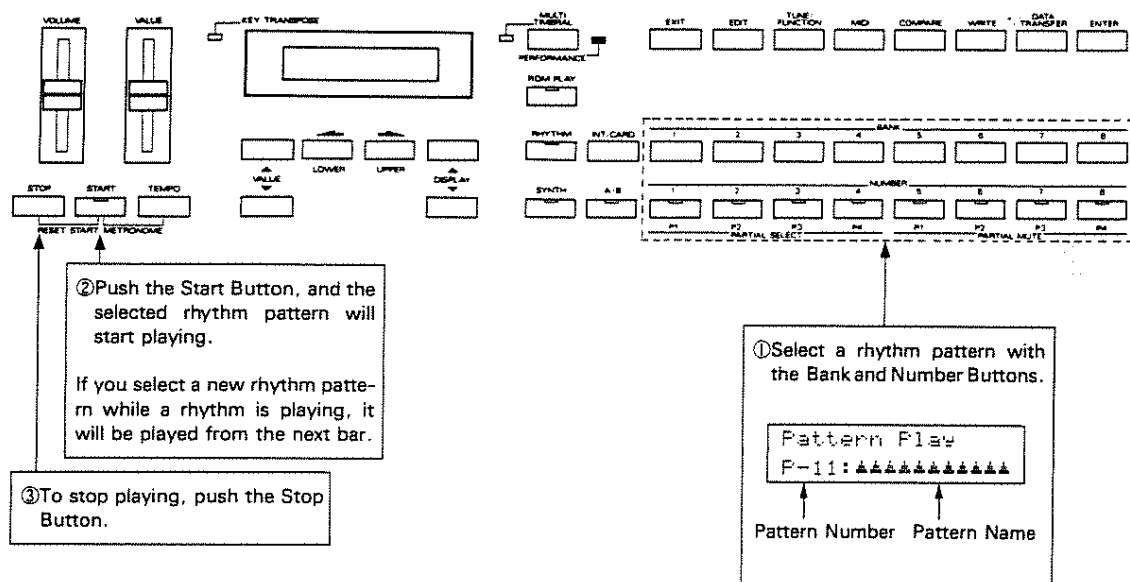 VOLUME
VALUE
KEY TRANSPOSE
MULTI TIMBRAL
PERFORMANCE
EXIT
EDIT
TUNE/FUNCTION
MIDI
COMPARE
WRITE
DATA TRANSFER
ENTER
ROM PLAY
RHYTHM
INT/CARD
BANK
1 2 3 4 5 6 7 8
VALUE
LOWER
UPPER
DISPLAY
STOP
START
TEMPO
SYNTH
A/B
NUMBER
1 2 3 4 5 6 7 8
RESET START METRONOME
P1 P2 P3 P4 P1 P2 P3 P4
PARTIAL SELECT
PARTIAL MUTE
②Push the Start Button, and the
selected rhythm pattern will
start playing.
If you select a new rhythm patte-
rn while a rhythm is playing, it
will be played from the next bar.
③To stop playing, push the Stop
Button.
①Select a rhythm pattern with
the Bank and Number Buttons.
Pattern Play
P-11:
Pattern Number
Pattern Name